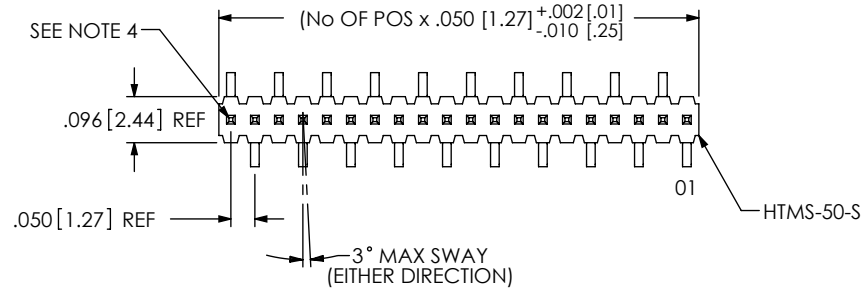 (No OF POS x .050 [1.27] +.002 [.01]
-.010 [.25]
SEE NOTE 4
.096 [2.44] REF
01
HTMS-50-S
.050 [1.27] REF
3° MAX SWAY
(EITHER DIRECTION)